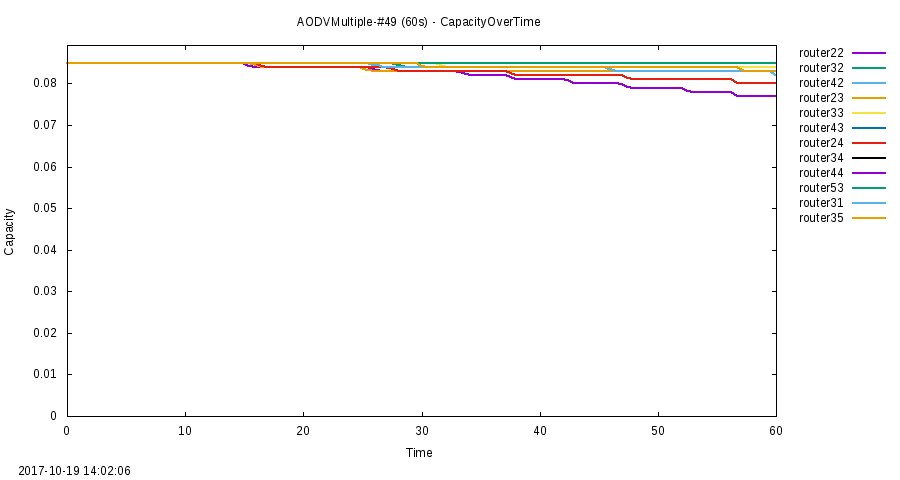 AODVMultiple-#49 (60s) - CapacityOverTime
router22
router32
router42
router23
router33
router43
router24
router34
router44
router53
router31
router35
0.08
0.07
0.06
0.05
0.04
0.03
0.02
0.01
0
Capacity
0 10 20 30 40 50 60
Time
2017-10-19 14:02:06